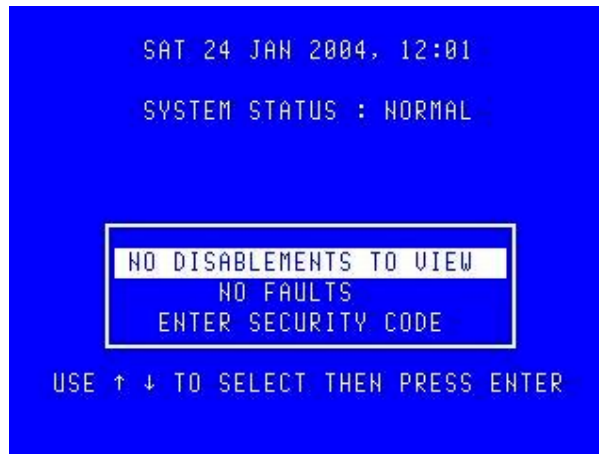 SAT 24 JAN 2004, 12:01
SYSTEM STATUS : NORMAL
NO DISABLEMENTS TO VIEW
NO FAULTS
ENTER SECURITY CODE
USE ↑ ↓ TO SELECT THEN PRESS ENTER